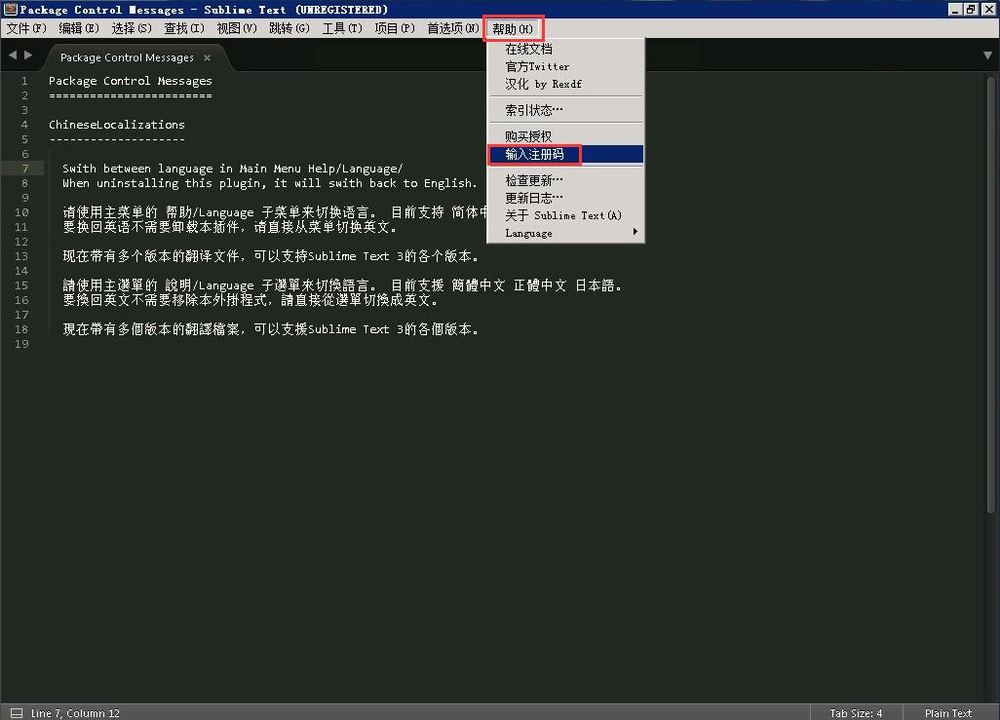 Package Control Messages - Sublime Text (UNREGISTERED)
文件(F) 编辑(E) 选择(S) 查找(I) 视图(V) 跳转(G) 工具(T) 项目(P) 首选项(N) 帮助(H)
Package Control Messages ×
在线文档
官方Twitter
汉化 by Rexdf
索引状态…
购买授权
输入注册码
检查更新…
更新日志…
关于 Sublime Text(A)
Language
1 Package Control Messages
2 ========================
3
4 ChineseLocalizations
5 --------------------
6
7 Swith between language in Main Menu Help/Language/
8 When uninstalling this plugin, it will swith back to English.
9
10 请使用主菜单的 帮助/Language 子菜单来切换语言。 目前支持 简体中
11 要换回英语不需要卸载本插件，请直接从菜单切换英文。
12
13 现在带有多个版本的翻译文件，可以支持Sublime Text 3的各个版本。
14
15 請使用主選單的 說明/Language 子選單來切換語言。 目前支援 簡體中文 正體中文 日本語。
16 要換回英文不需要移除本外掛程式，請直接從選單切換成英文。
17
18 現在帶有多個版本的翻譯檔案，可以支援Sublime Text 3的各個版本。
19
Line 7, Column 12
Tab Size: 4
Plain Text